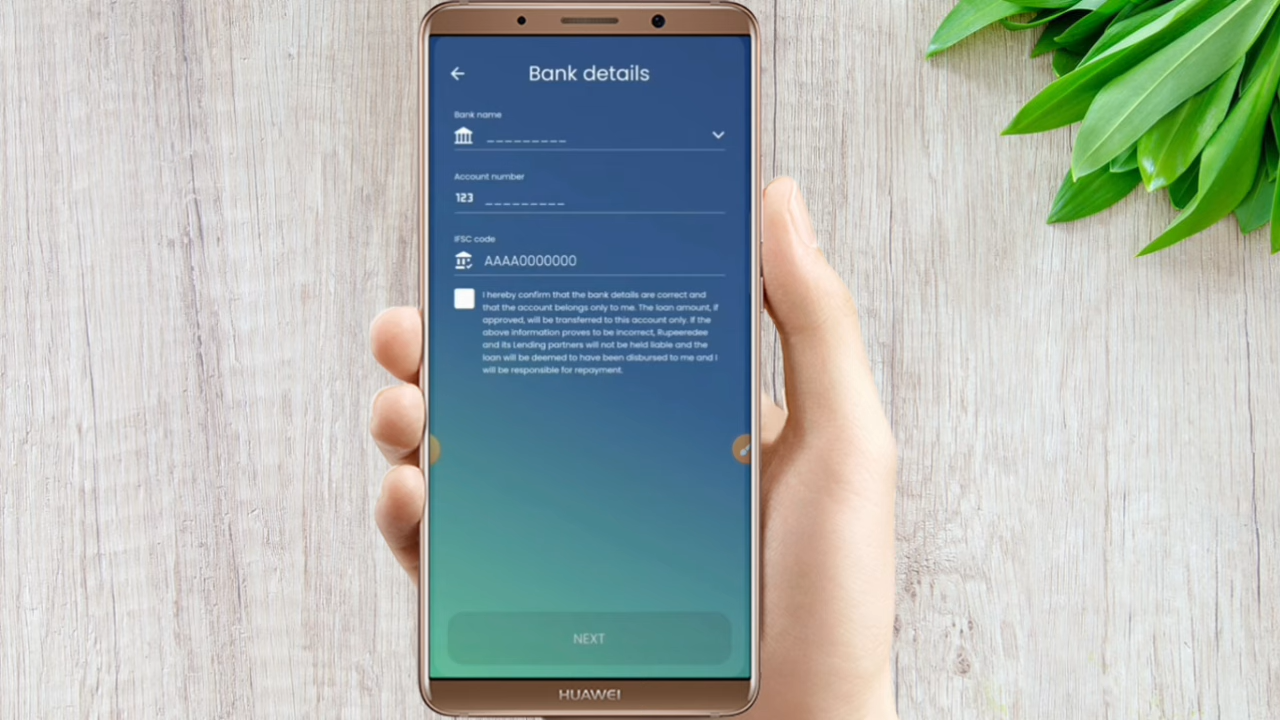 Bank details
Bank name
_ _ _ _ _ _ _ _ _
Account number
123 _ _ _ _ _ _ _ _ _
IFSC code
AAAA0000000
I hereby confirm that the bank details are correct and
that the account belongs only to me. The loan amount, if
approved, will be transferred to this account only. If the
above information proves to be incorrect, Rupeeredee
and its Lending partners will not be held liable and the
loan will be deemed to have been disbursed to me and I
will be responsible for repayment.
NEXT
HUAWEI